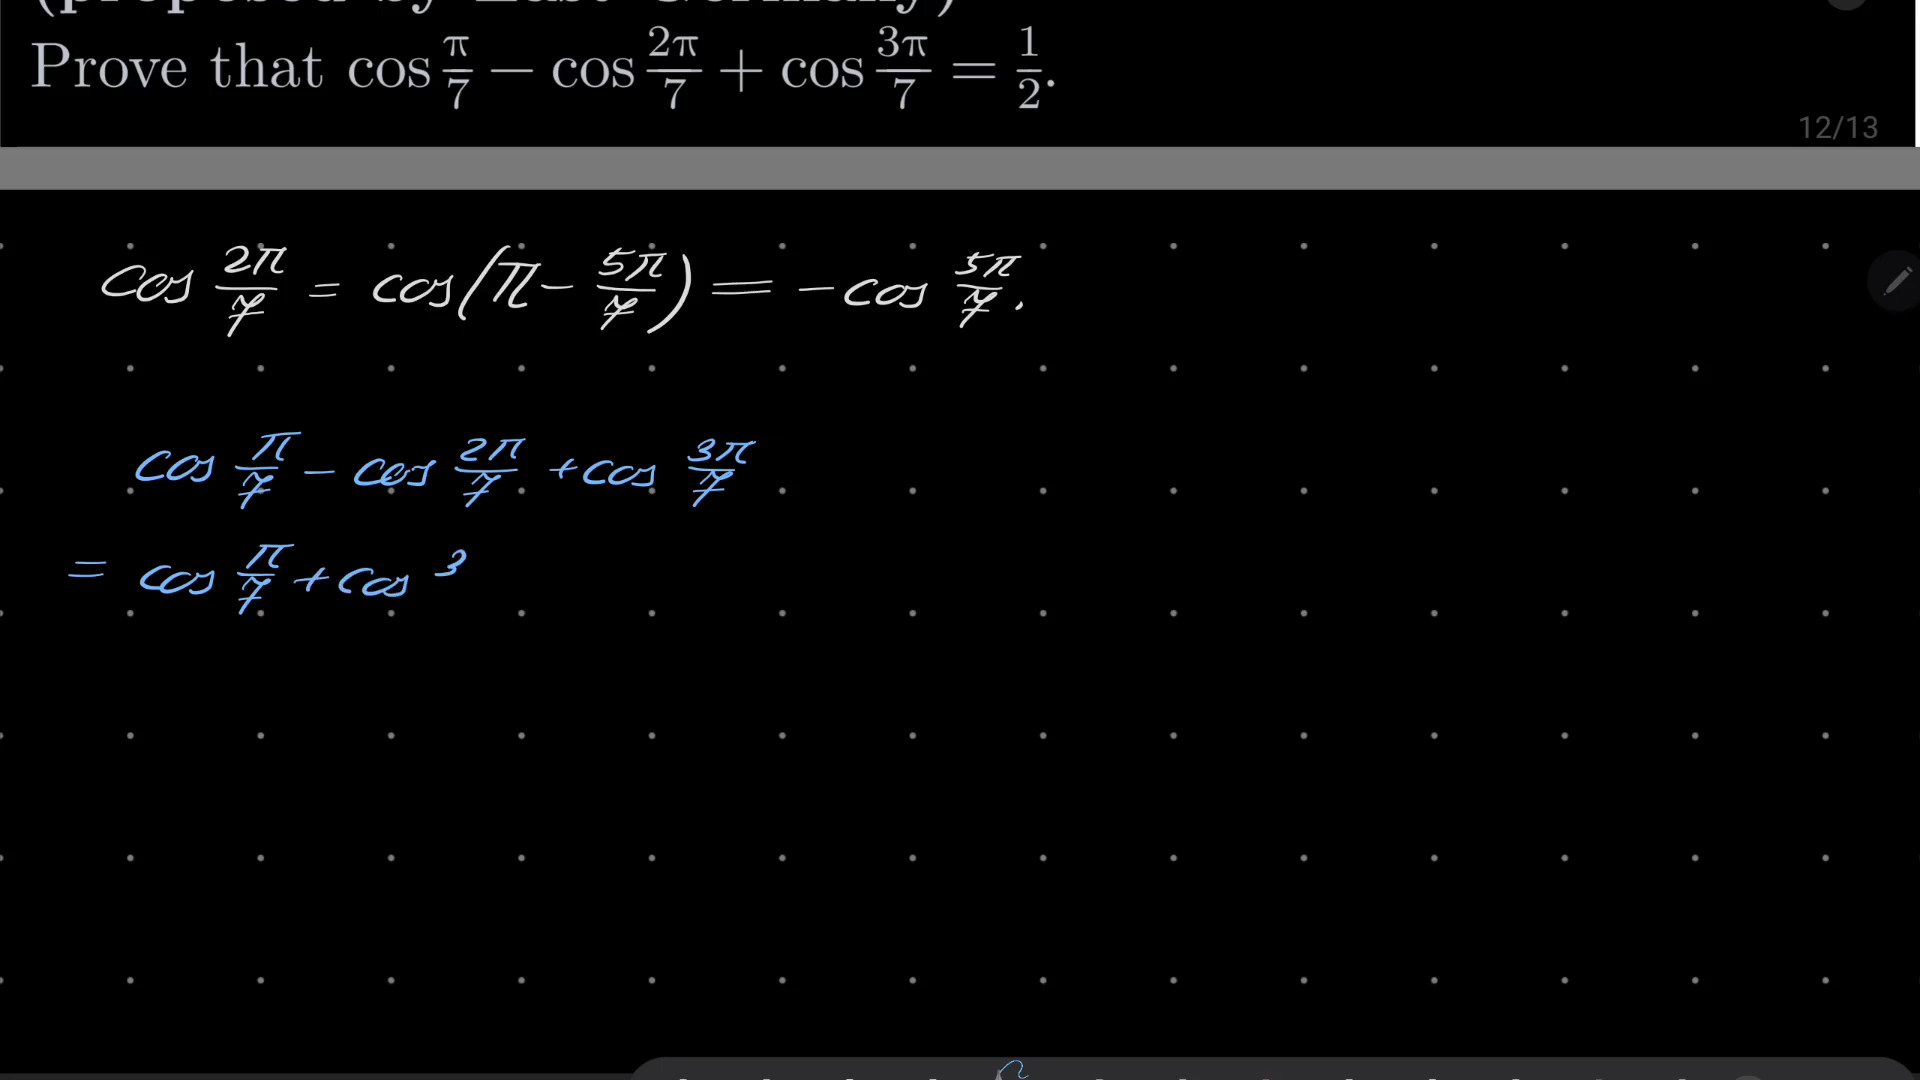 Prove that cos π/7 − cos 2π/7 + cos 3π/7 = 1/2.
12/13
cos 2π/7 = cos(π − 5π/7) = −cos 5π/7.
cos π/7 − cos 2π/7 + cos 3π/7
= cos π/7 + cos 3